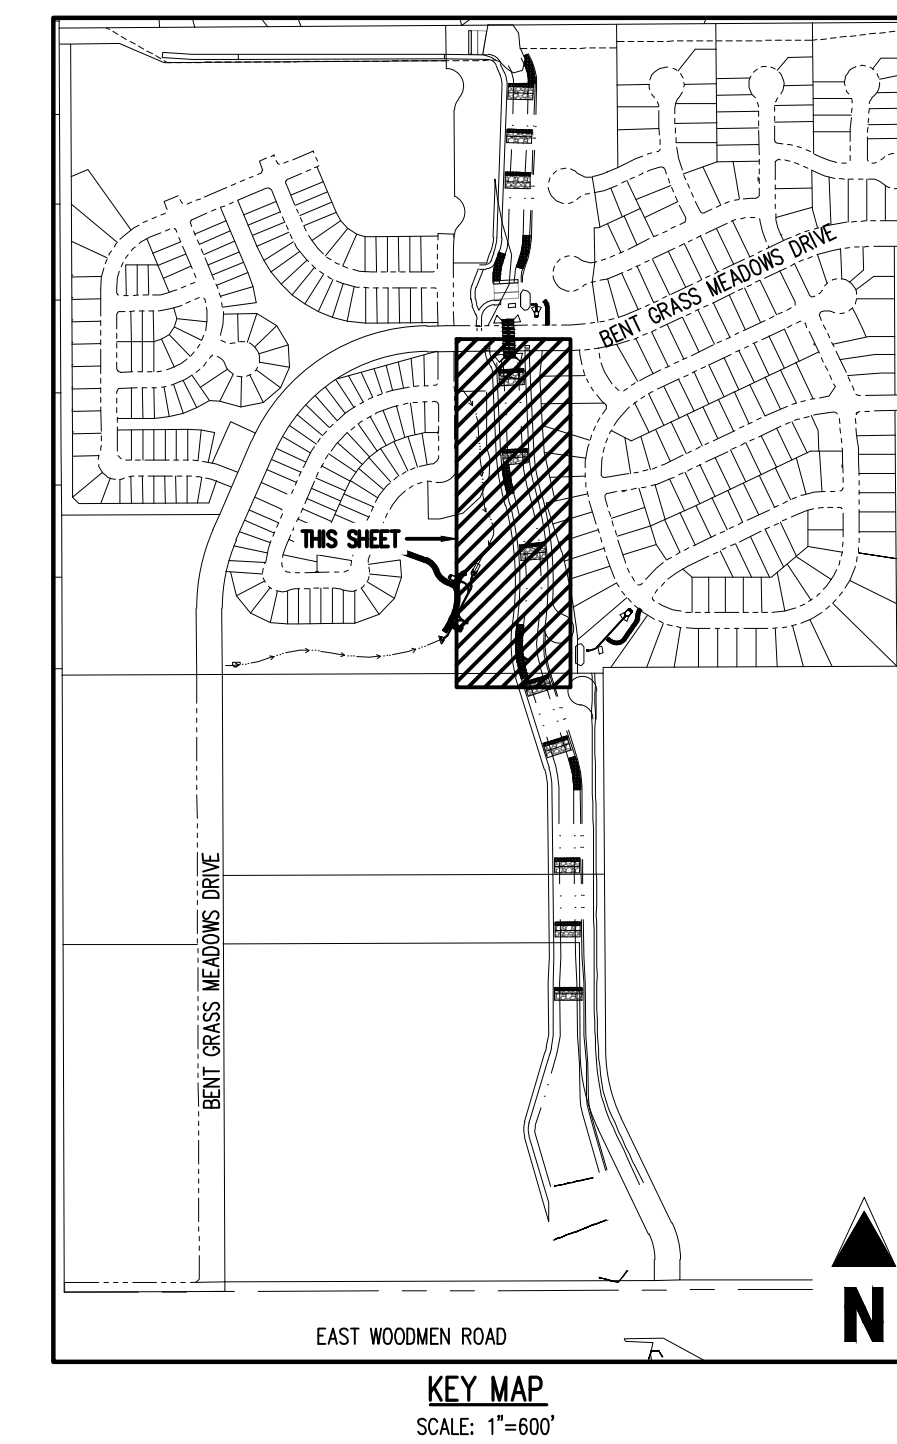 BENT GRASS MEADOWS DRIVE
THIS SHEET
BENT GRASS MEADOWS DRIVE
N
EAST WOODMEN ROAD
KEY MAP
SCALE: 1"=600'